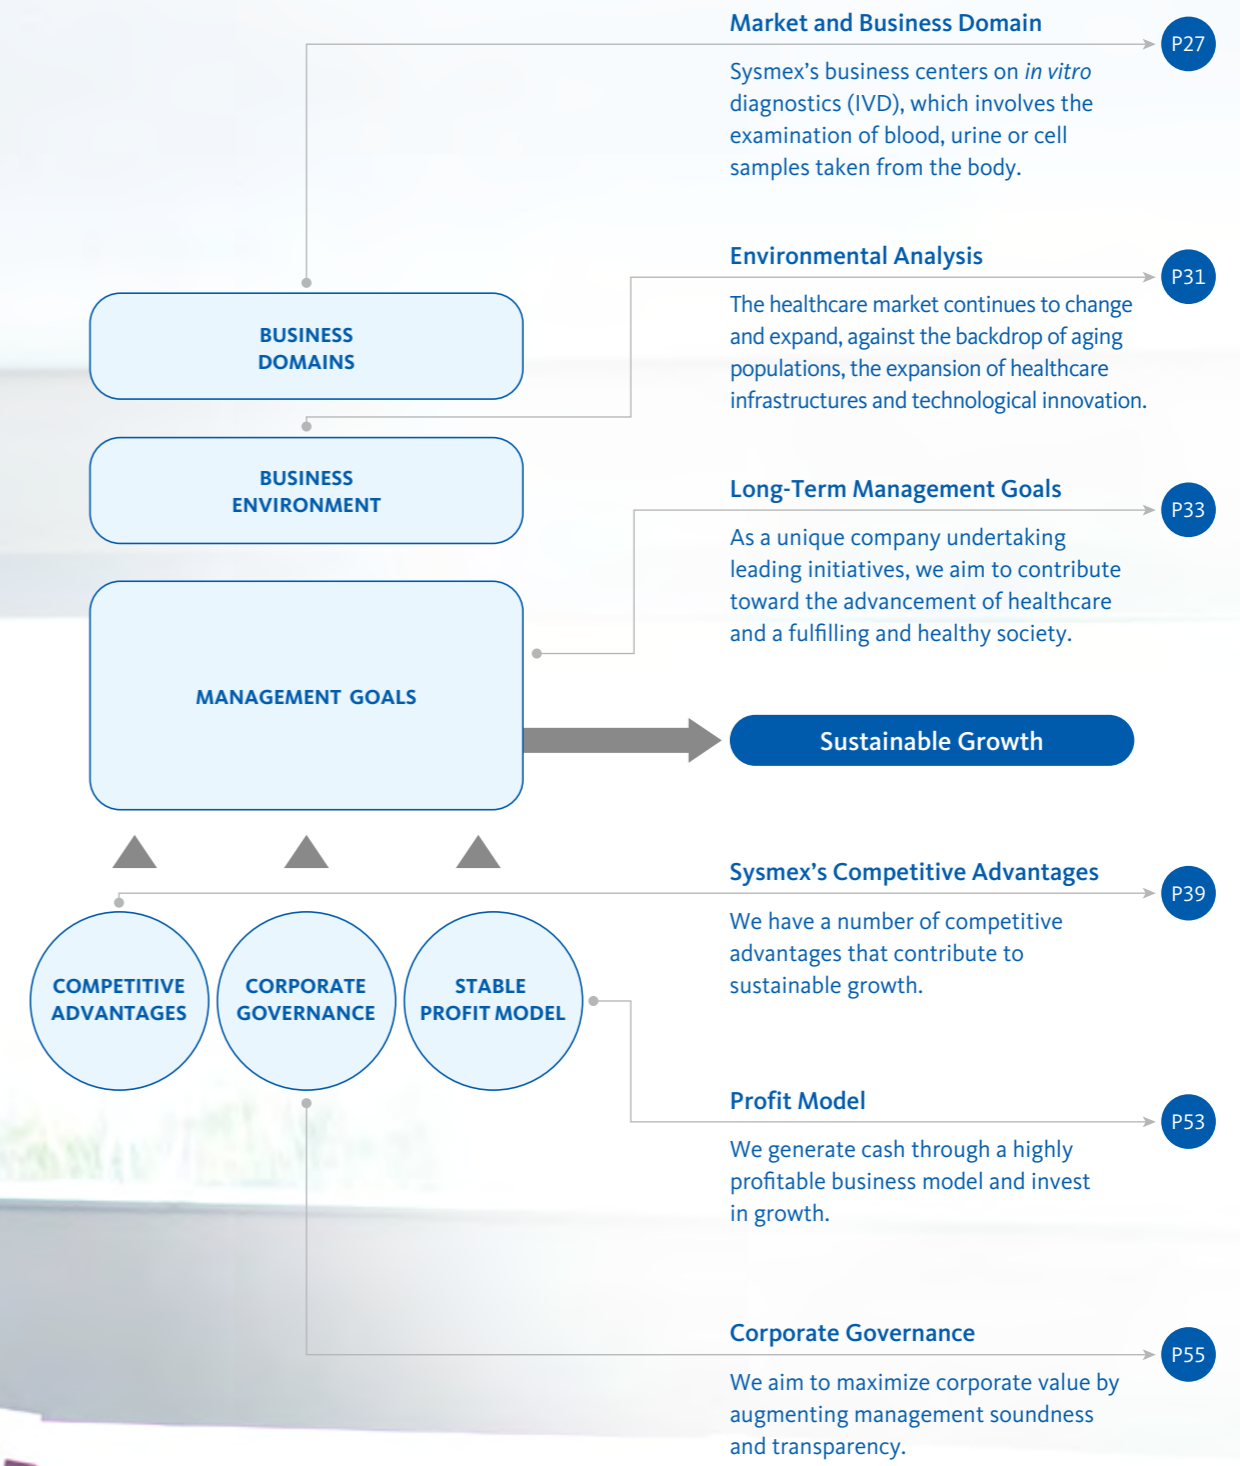 Market and Business Domain
P27
Sysmex’s business centers on in vitro
diagnostics (IVD), which involves the
examination of blood, urine or cell
samples taken from the body.
BUSINESS
DOMAINS
Environmental Analysis
P31
The healthcare market continues to change
and expand, against the backdrop of aging
populations, the expansion of healthcare
infrastructures and technological innovation.
BUSINESS
ENVIRONMENT
Long-Term Management Goals
P33
As a unique company undertaking
leading initiatives, we aim to contribute
toward the advancement of healthcare
and a fulfilling and healthy society.
MANAGEMENT GOALS
Sustainable Growth
Sysmex’s Competitive Advantages
P39
We have a number of competitive
advantages that contribute to
sustainable growth.
COMPETITIVE
ADVANTAGES
CORPORATE
GOVERNANCE
STABLE
PROFIT MODEL
Profit Model
P53
We generate cash through a highly
profitable business model and invest
in growth.
Corporate Governance
P55
We aim to maximize corporate value by
augmenting management soundness
and transparency.